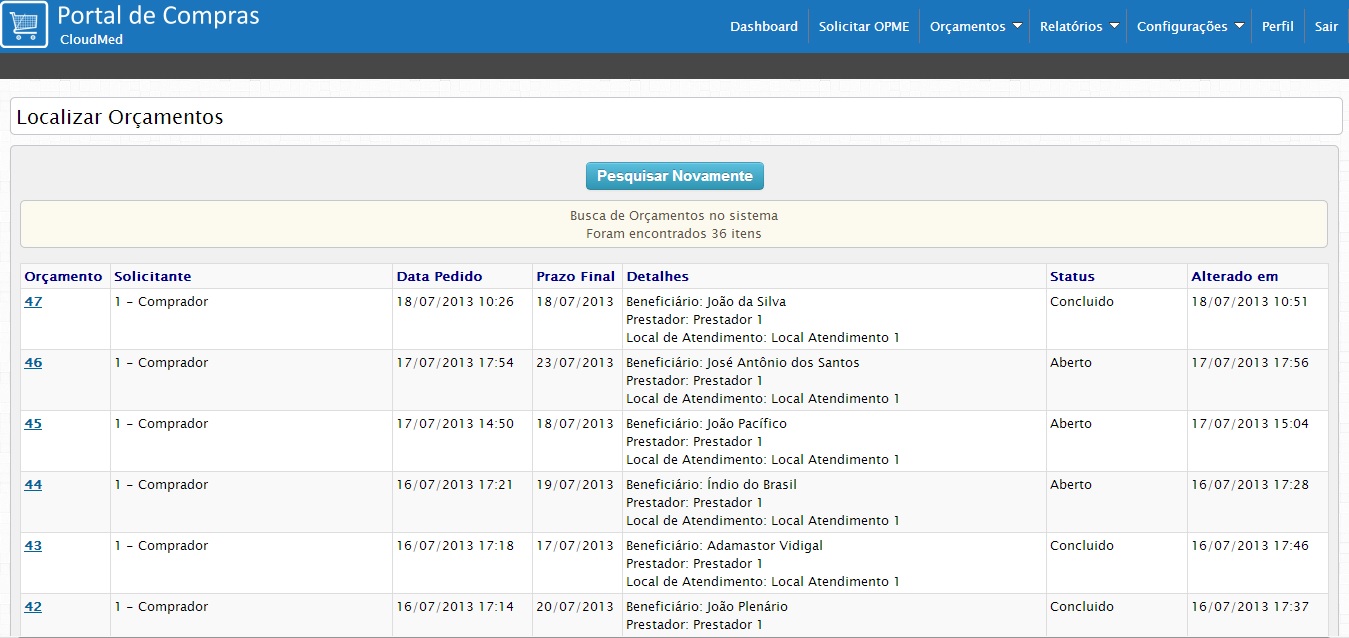 Portal de Compras
CloudMed
Dashboard Solicitar OPME Orçamentos Relatórios Configurações Perfil Sair
Localizar Orçamentos
Pesquisar Novamente
Busca de Orçamentos no sistema
Foram encontrados 36 itens
Orçamento Solicitante Data Pedido Prazo Final Detalhes Status Alterado em
47 1 - Comprador 18/07/2013 10:26 18/07/2013 Beneficiário: João da Silva Concluido 18/07/2013 10:51
Prestador: Prestador 1
Local de Atendimento: Local Atendimento 1
46 1 - Comprador 17/07/2013 17:54 23/07/2013 Beneficiário: José Antônio dos Santos Aberto 17/07/2013 17:56
Prestador: Prestador 1
Local de Atendimento: Local Atendimento 1
45 1 - Comprador 17/07/2013 14:50 18/07/2013 Beneficiário: João Pacífico Aberto 17/07/2013 15:04
Prestador: Prestador 1
Local de Atendimento: Local Atendimento 1
44 1 - Comprador 16/07/2013 17:21 19/07/2013 Beneficiário: Índio do Brasil Aberto 16/07/2013 17:28
Prestador: Prestador 1
Local de Atendimento: Local Atendimento 1
43 1 - Comprador 16/07/2013 17:18 17/07/2013 Beneficiário: Adamastor Vidigal Concluido 16/07/2013 17:46
Prestador: Prestador 1
Local de Atendimento: Local Atendimento 1
42 1 - Comprador 16/07/2013 17:14 20/07/2013 Beneficiário: João Plenário Concluido 16/07/2013 17:37
Prestador: Prestador 1